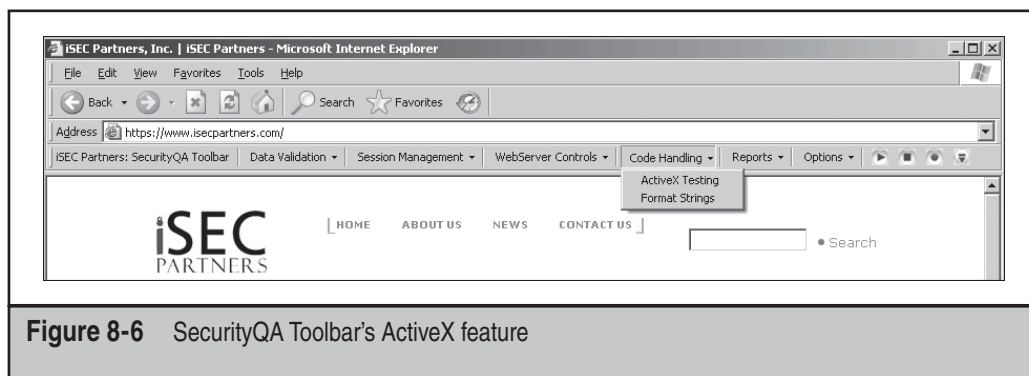 iSEC Partners, Inc. | iSEC Partners - Microsoft Internet Explorer
File Edit View Favorites Tools Help
Back Search Favorites
Address https://www.isecpartners.com/
iSEC Partners: SecurityQA Toolbar Data Validation Session Management WebServer Controls Code Handling Reports Options
ActiveX Testing
Format Strings
iSEC
PARTNERS
HOME ABOUT US NEWS CONTACT US
Search
Figure 8-6 SecurityQA Toolbar's ActiveX feature